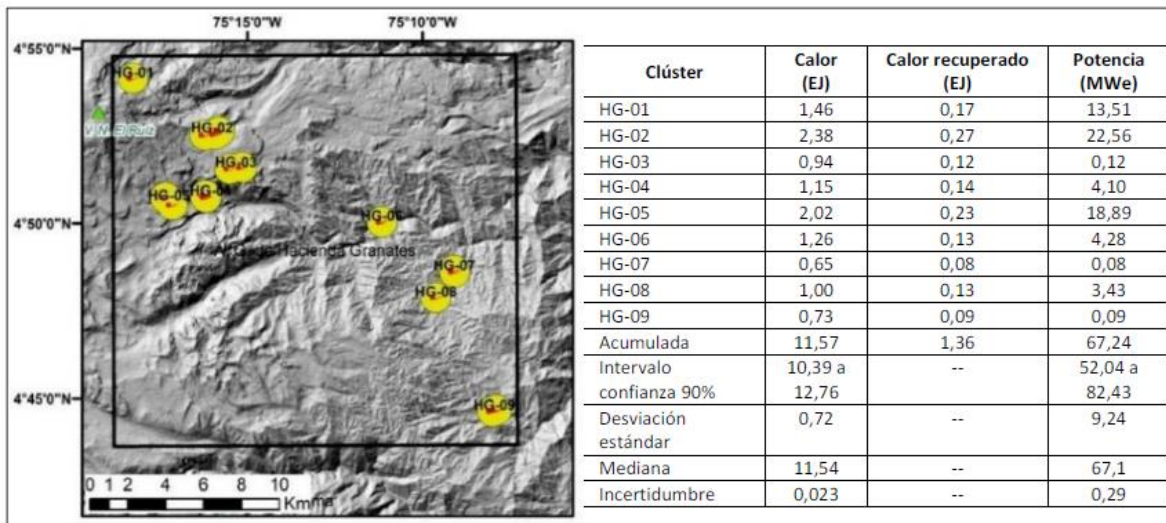 75°15'0"W 75°10'0"W
4°55'0"N
HG-01
HG-02
HG-03
HG-04
HG-06
4°50'0"N
Hacienda Granates
HG-07
HG-08
4°45'0"N
HG-09
0 1 2 4 6 8 10
Km
Clúster Calor (EJ) Calor recuperado (EJ) Potencia (MWe)
HG-01 1,46 0,17 13,51
HG-02 2,38 0,27 22,56
HG-03 0,94 0,12 0,12
HG-04 1,15 0,14 4,10
HG-05 2,02 0,23 18,89
HG-06 1,26 0,13 4,28
HG-07 0,65 0,08 0,08
HG-08 1,00 0,13 3,43
HG-09 0,73 0,09 0,09
Acumulada 11,57 1,36 67,24
Intervalo 10,39 a -- 52,04 a
confianza 90% 12,76 82,43
Desviación 0,72 -- 9,24
estándar
Mediana 11,54 -- 67,1
Incertidumbre 0,023 -- 0,29